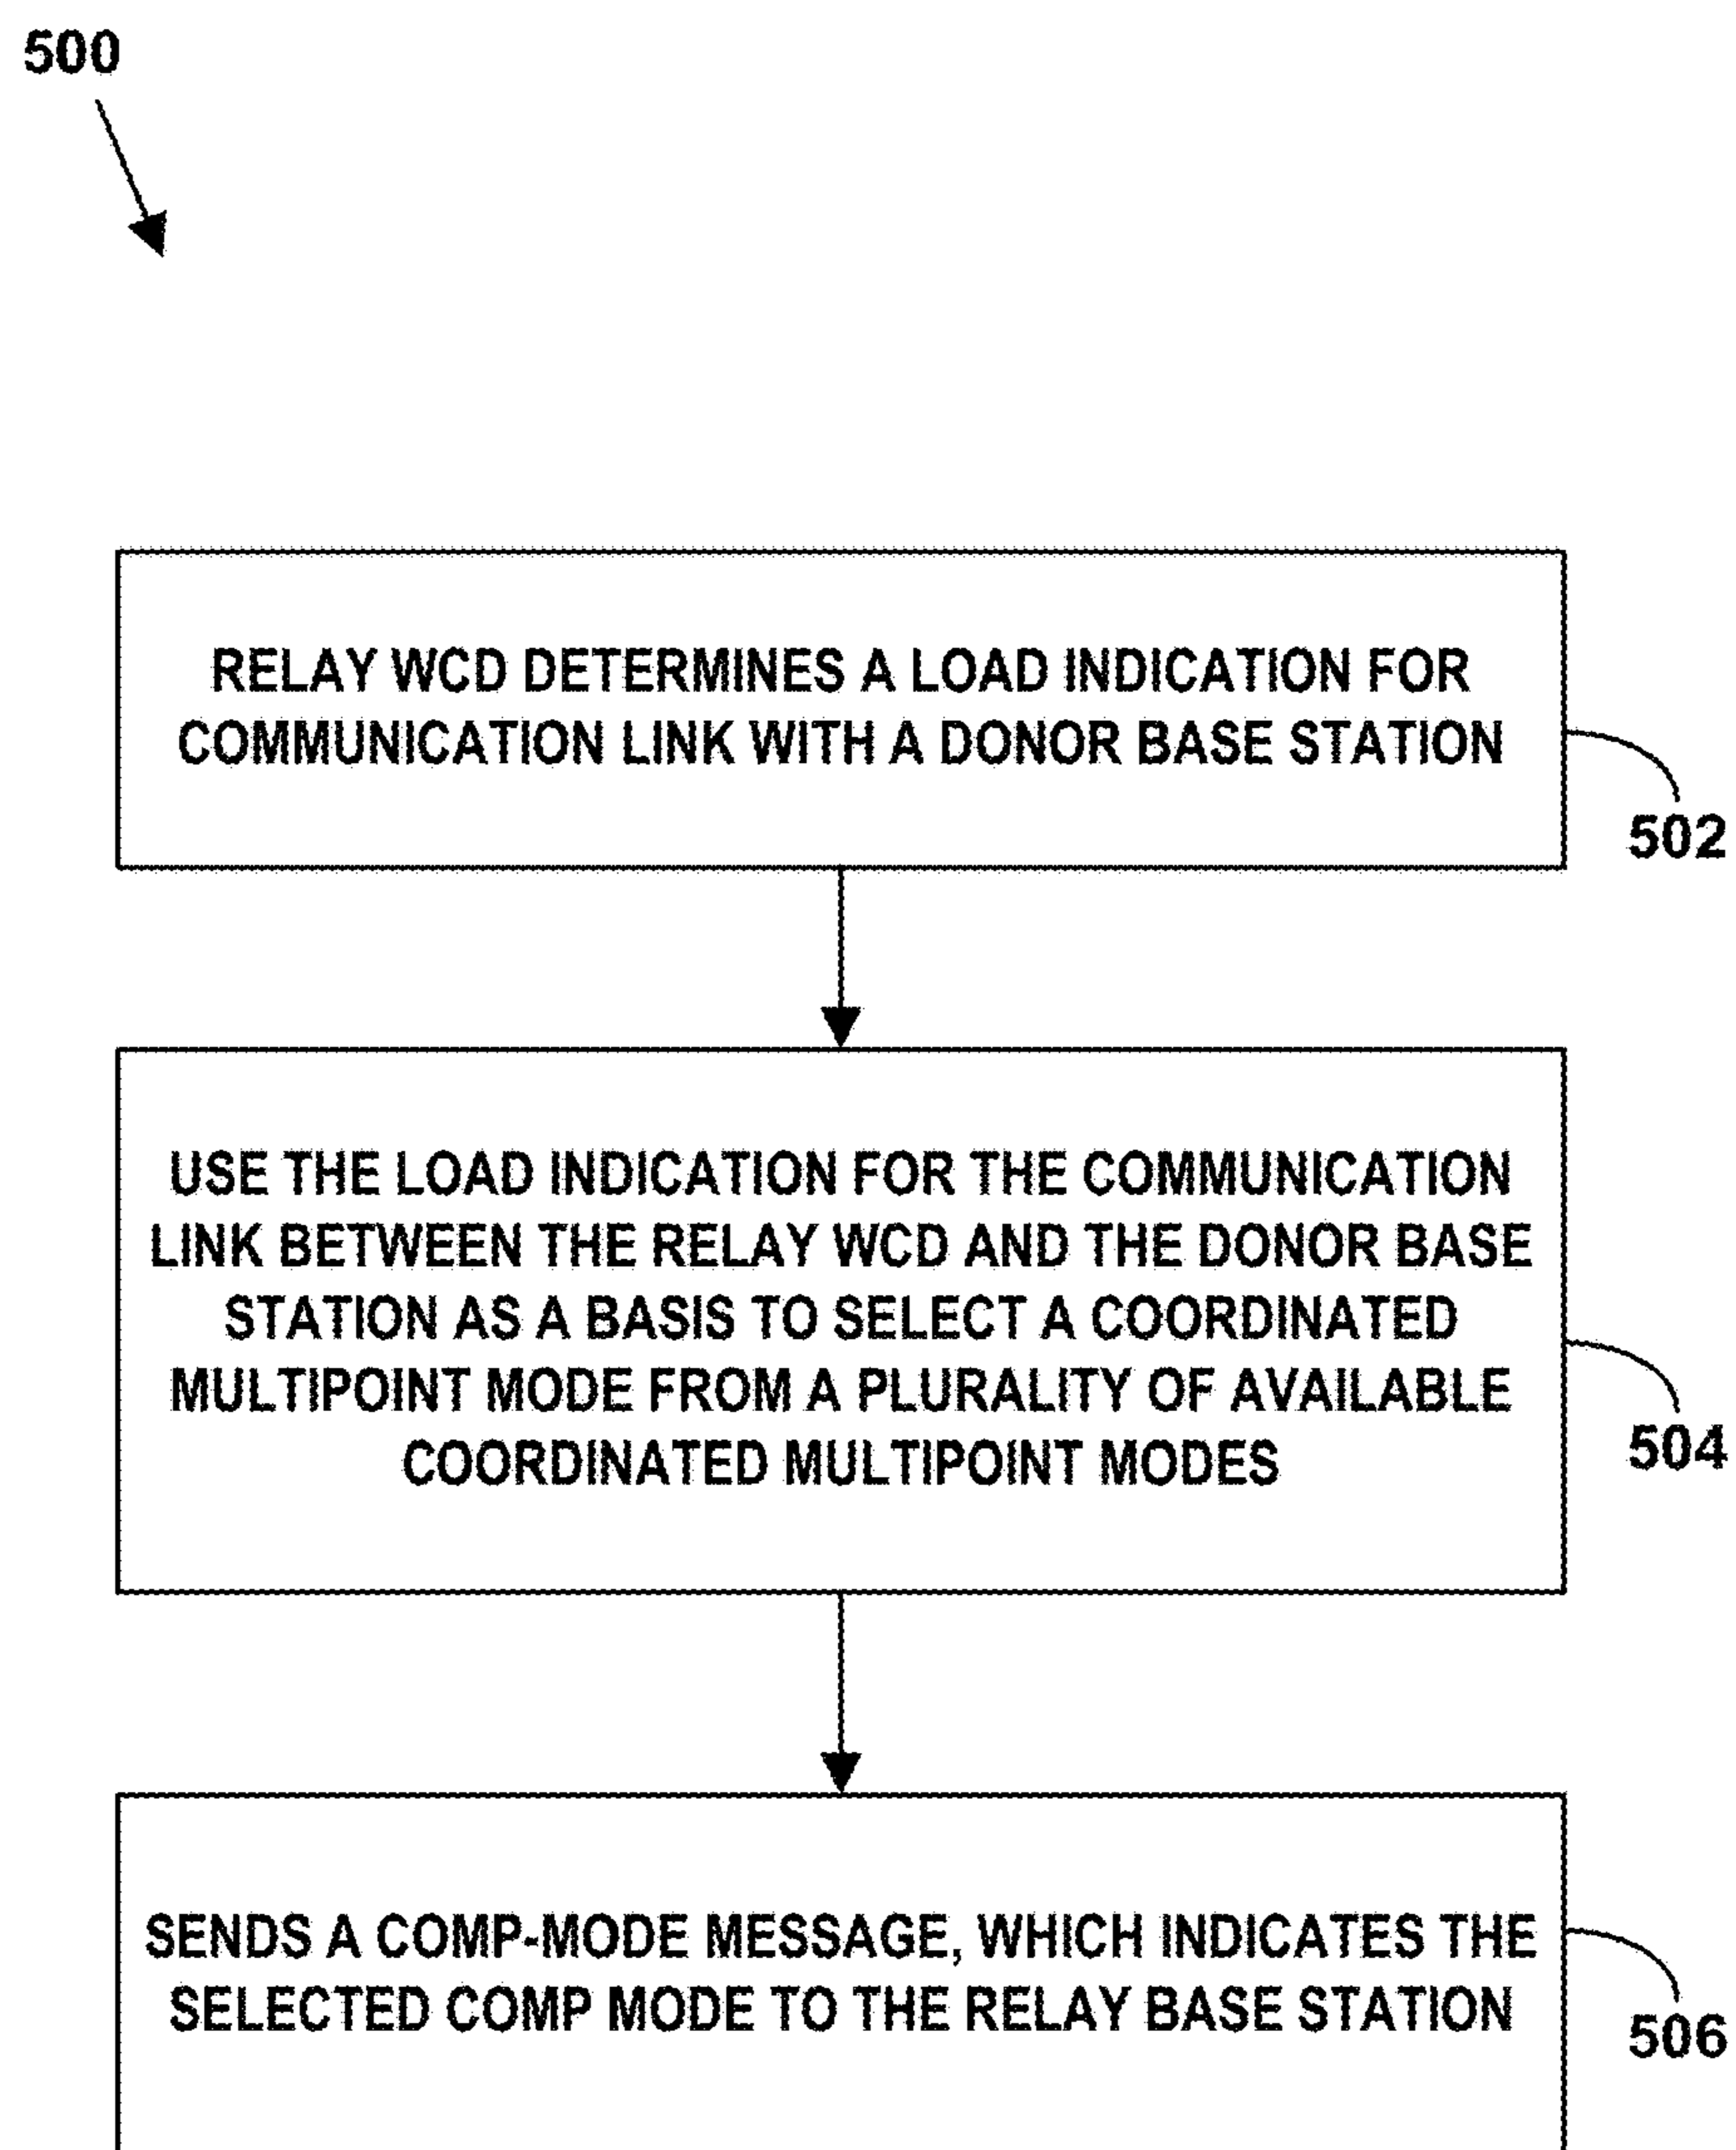 500
RELAY WCD DETERMINES A LOAD INDICATION FOR
COMMUNICATION LINK WITH A DONOR BASE STATION
502
USE THE LOAD INDICATION FOR THE COMMUNICATION
LINK BETWEEN THE RELAY WCD AND THE DONOR BASE
STATION AS A BASIS TO SELECT A COORDINATED
MULTIPOINT MODE FROM A PLURALITY OF AVAILABLE
COORDINATED MULTIPOINT MODES
504
SENDS A COMP-MODE MESSAGE, WHICH INDICATES THE
SELECTED COMP MODE TO THE RELAY BASE STATION
506